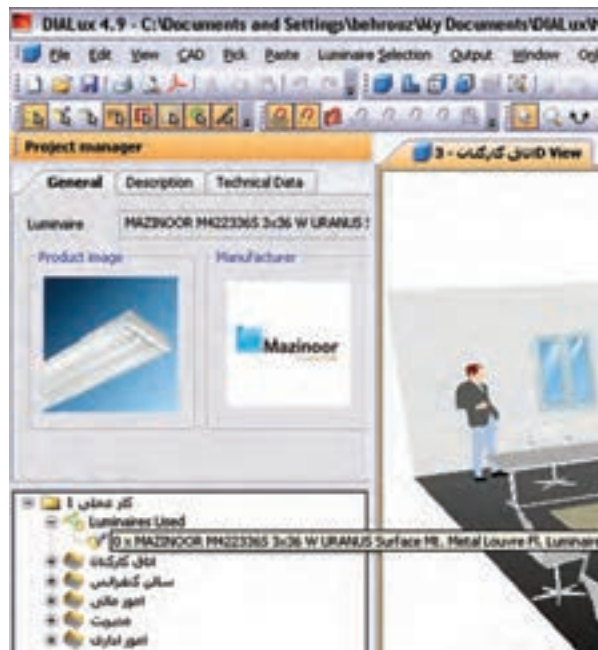 DIALux 4.9 - C:\Documents and Settings\behrouz\My Documents\DIALux\
File Edit View CAD Pick Paste Luminaire Selection Output Window
Project manager
اتاق کارکنان - 3D View
General Description Technical Data
Luminaire MAZINOOR M422336S 3x36 W URANUS S
Product image Manufacturer
Mazinoor
کار عملی 1
Luminaires Used
0 x MAZINOOR M422336S 3x36 W URANUS Surface Mt. Metal Louvre Fl. Luminaire
اتاق کارکنان
سالن کنفرانس
امور مالی
مدیریت
امور اداری